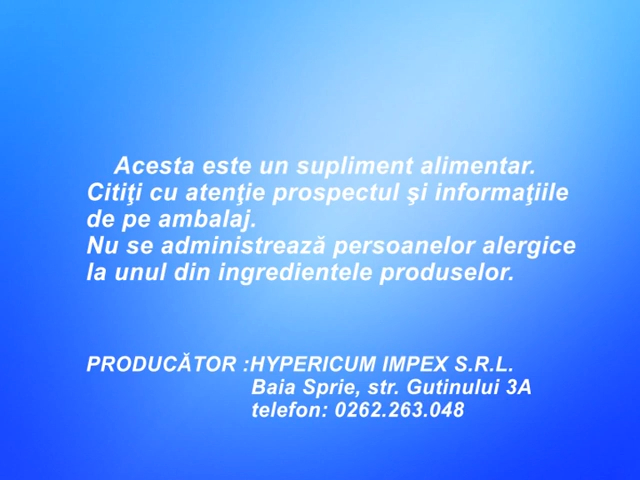 Acesta este un supliment alimentar.
Citiţi cu atenţie prospectul şi informaţiile
de pe ambalaj.
Nu se administrează persoanelor alergice
la unul din ingredientele produselor.
PRODUCĂTOR :HYPERICUM IMPEX S.R.L.
Baia Sprie, str. Gutinului 3A
telefon: 0262.263.048